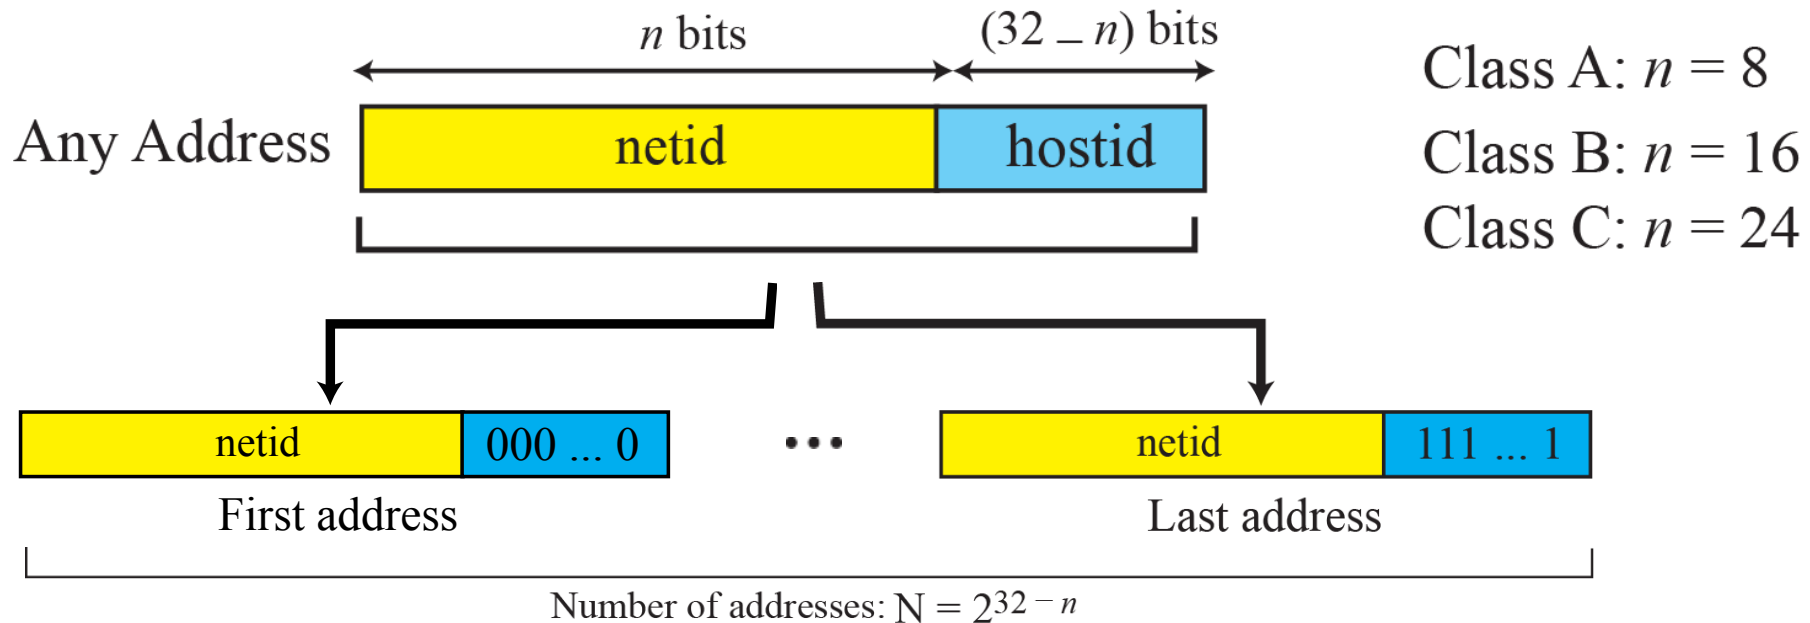 n bits
(32 – n) bits
Class A: n = 8
Any Address
netid
hostid
Class B: n = 16
Class C: n = 24
netid
000 ... 0
...
netid
111 ... 1
First address
Last address
Number of addresses: N = 2^32 – n